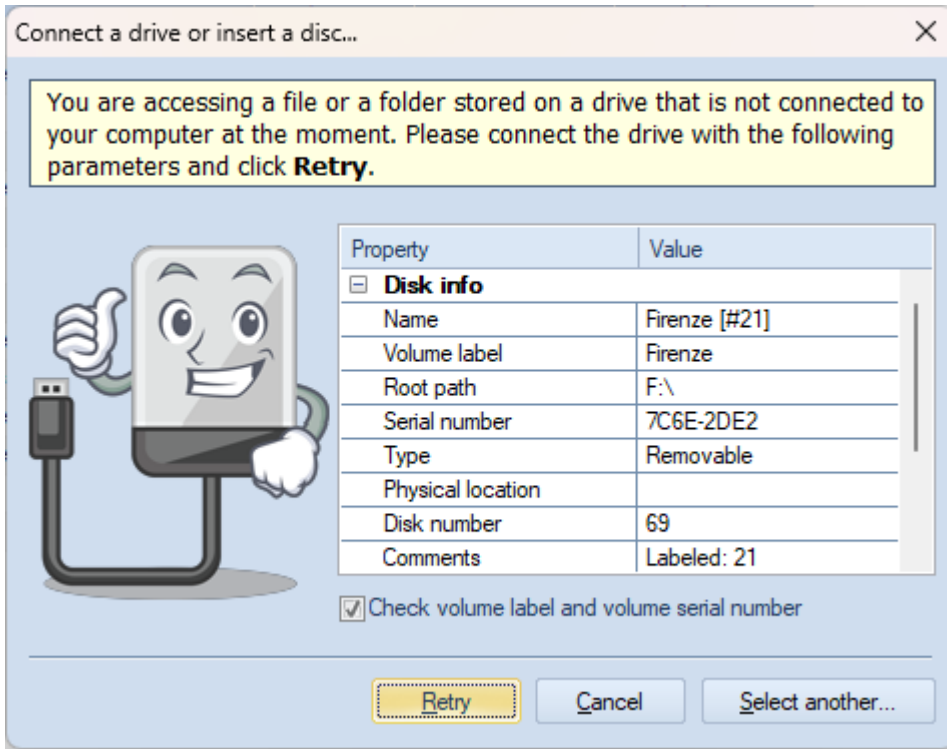 Connect a drive or insert a disc...
You are accessing a file or a folder stored on a drive that is not connected to
your computer at the moment. Please connect the drive with the following
parameters and click Retry.
Property Value
Disk info
Name Firenze [#21]
Volume label Firenze
Root path F:\
Serial number 7C6E-2DE2
Type Removable
Physical location
Disk number 69
Comments Labeled: 21
Check volume label and volume serial number
Retry Cancel Select another...